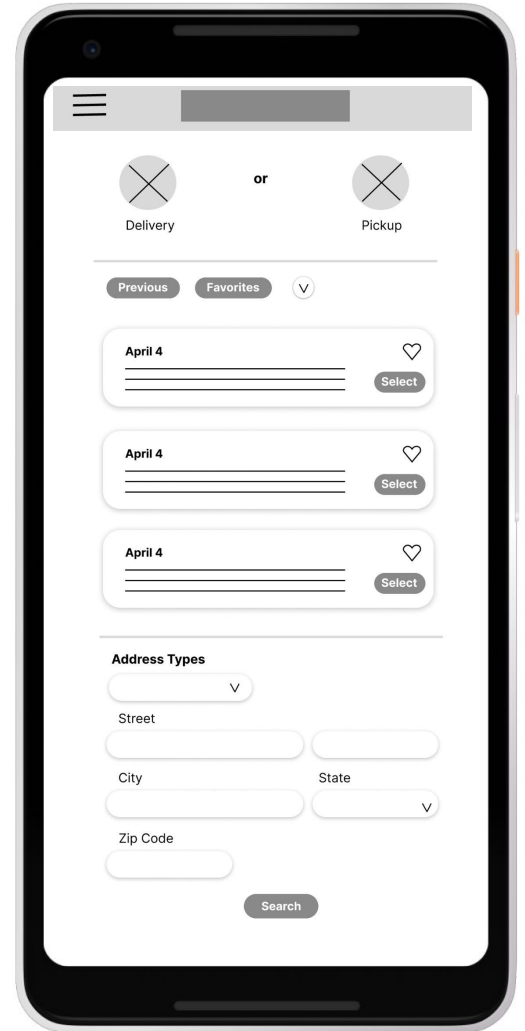 or
Delivery Pickup
Previous Favorites V
April 4
Select
April 4
Select
April 4
Select
Address Types
V
Street
City State
V
Zip Code
Search